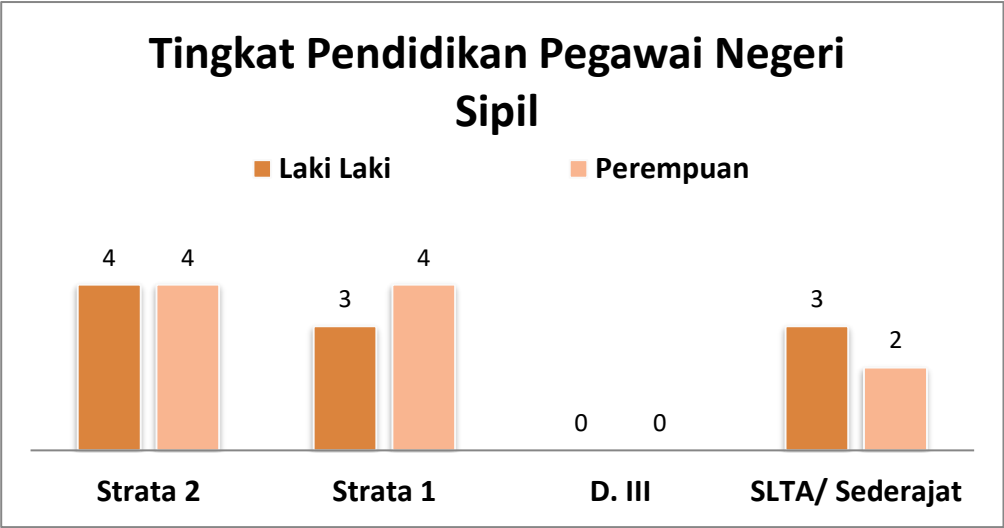 Tingkat Pendidikan Pegawai Negeri
Sipil
Laki Laki Perempuan
4 4 3 4 0 0 3 2
Strata 2 Strata 1 D. III SLTA/ Sederajat